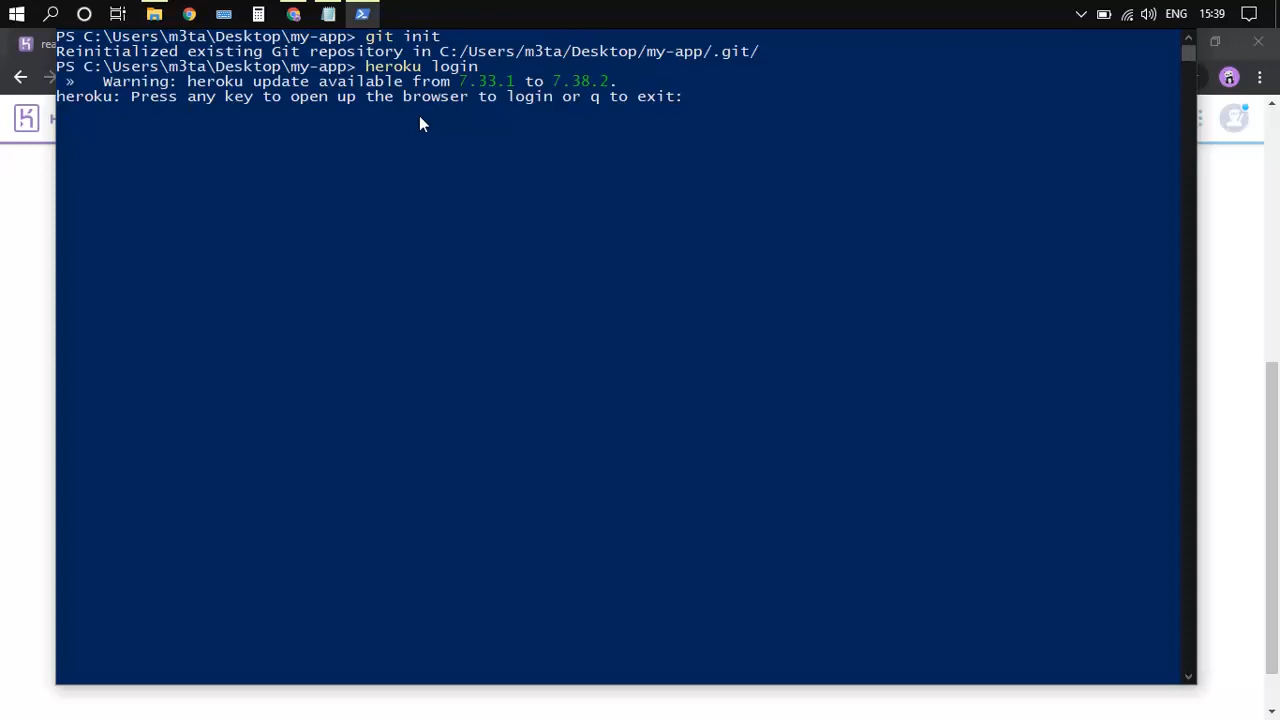 ENG
15:39
rea
PS C:\Users\m3ta\Desktop\my-app> git init
Reinitialized existing Git repository in C:/Users/m3ta/Desktop/my-app/.git/
PS C:\Users\m3ta\Desktop\my-app> heroku login
» Warning: heroku update available from 7.33.1 to 7.38.2.
heroku: Press any key to open up the browser to login or q to exit: